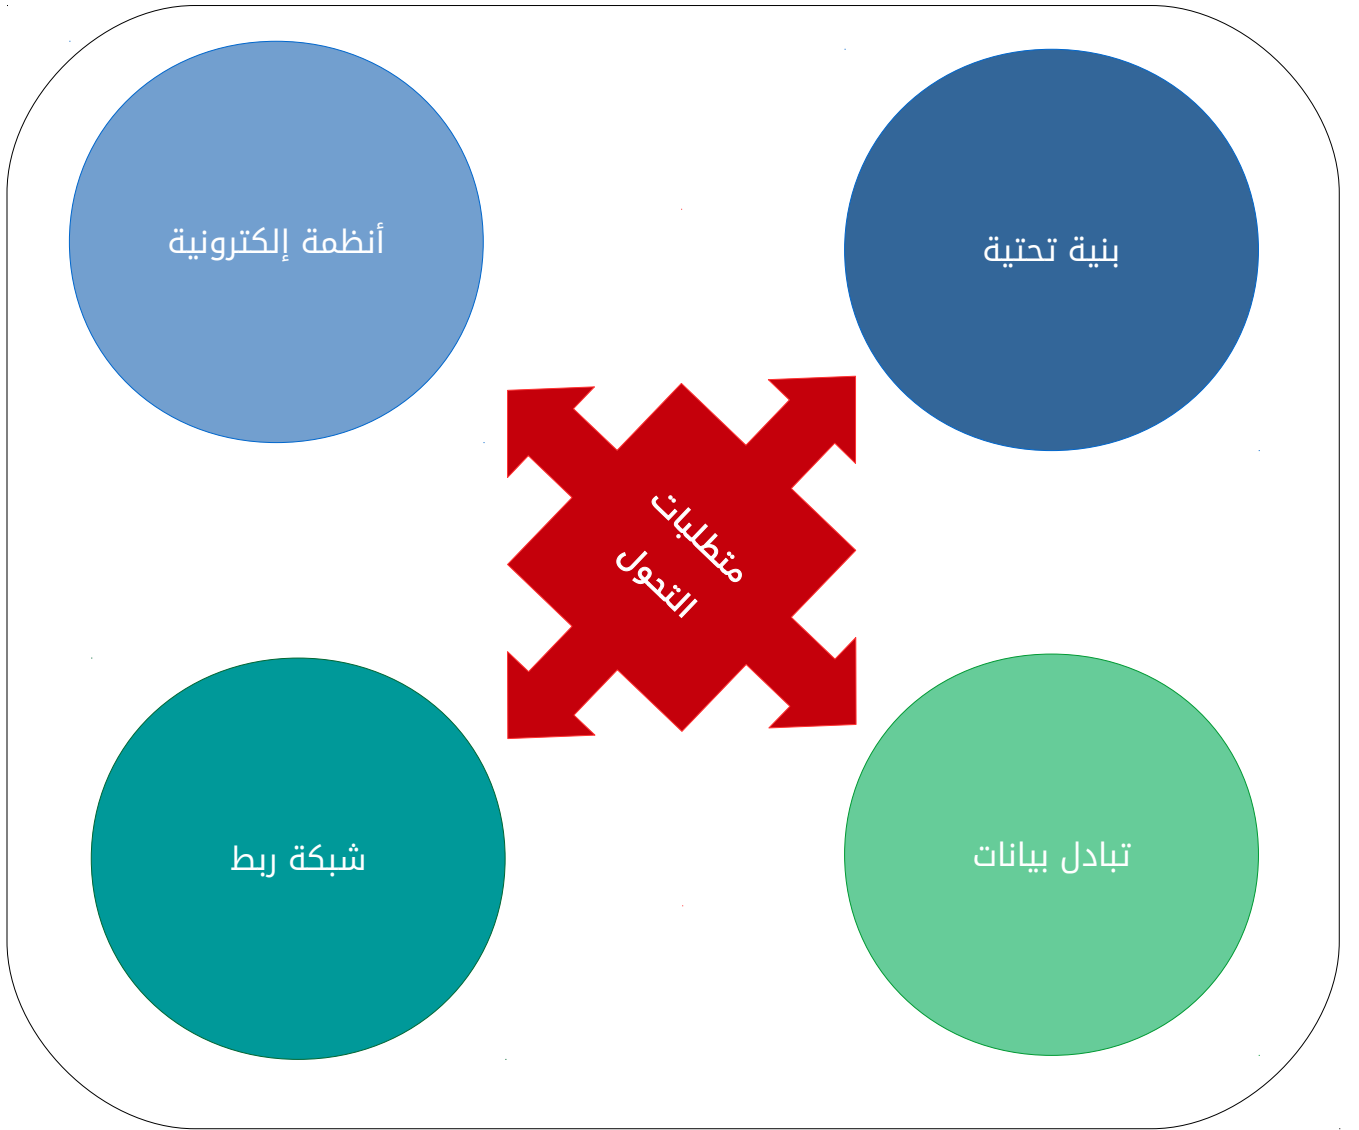 بنية تحتية
أنظمة إلكترونية
متطلبات
التحول
تبادل بيانات
شبكة ربط